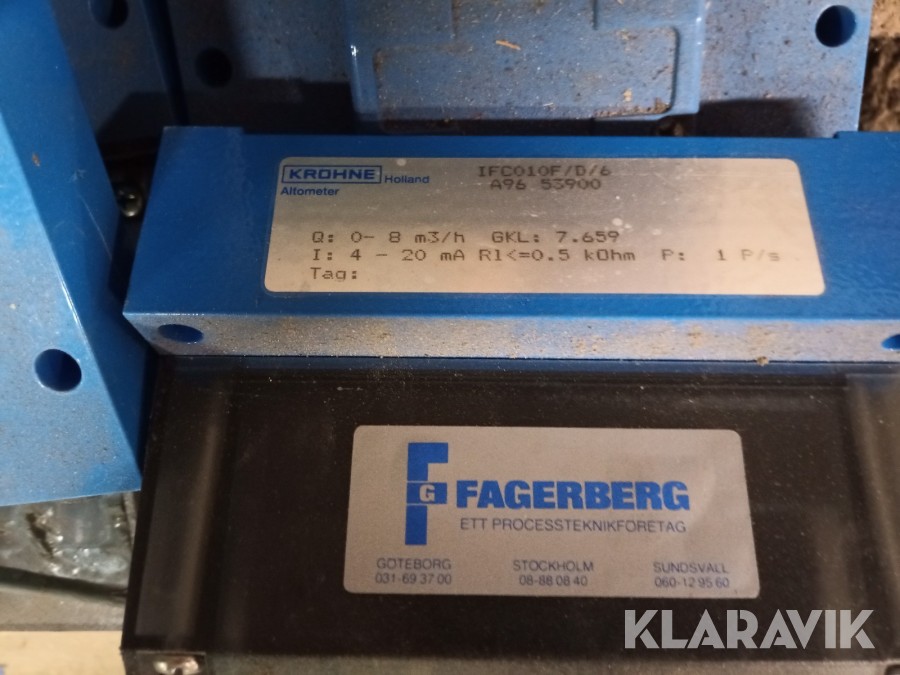 KROHNE Holland
Altometer
IFC010F/D/6
A96 53900
Q: 0- 8 m3/h GKL: 7.659
I: 4 - 20 mA Rl<=0.5 kOhm P: 1 P/s
Tag:
FG
FAGERBERG
ETT PROCESSTEKNIKFÖRETAG
GÖTEBORG STOCKHOLM SUNDSVALL
031-69 37 00 08-88 08 40 060-12 95 60
KLARAVIK